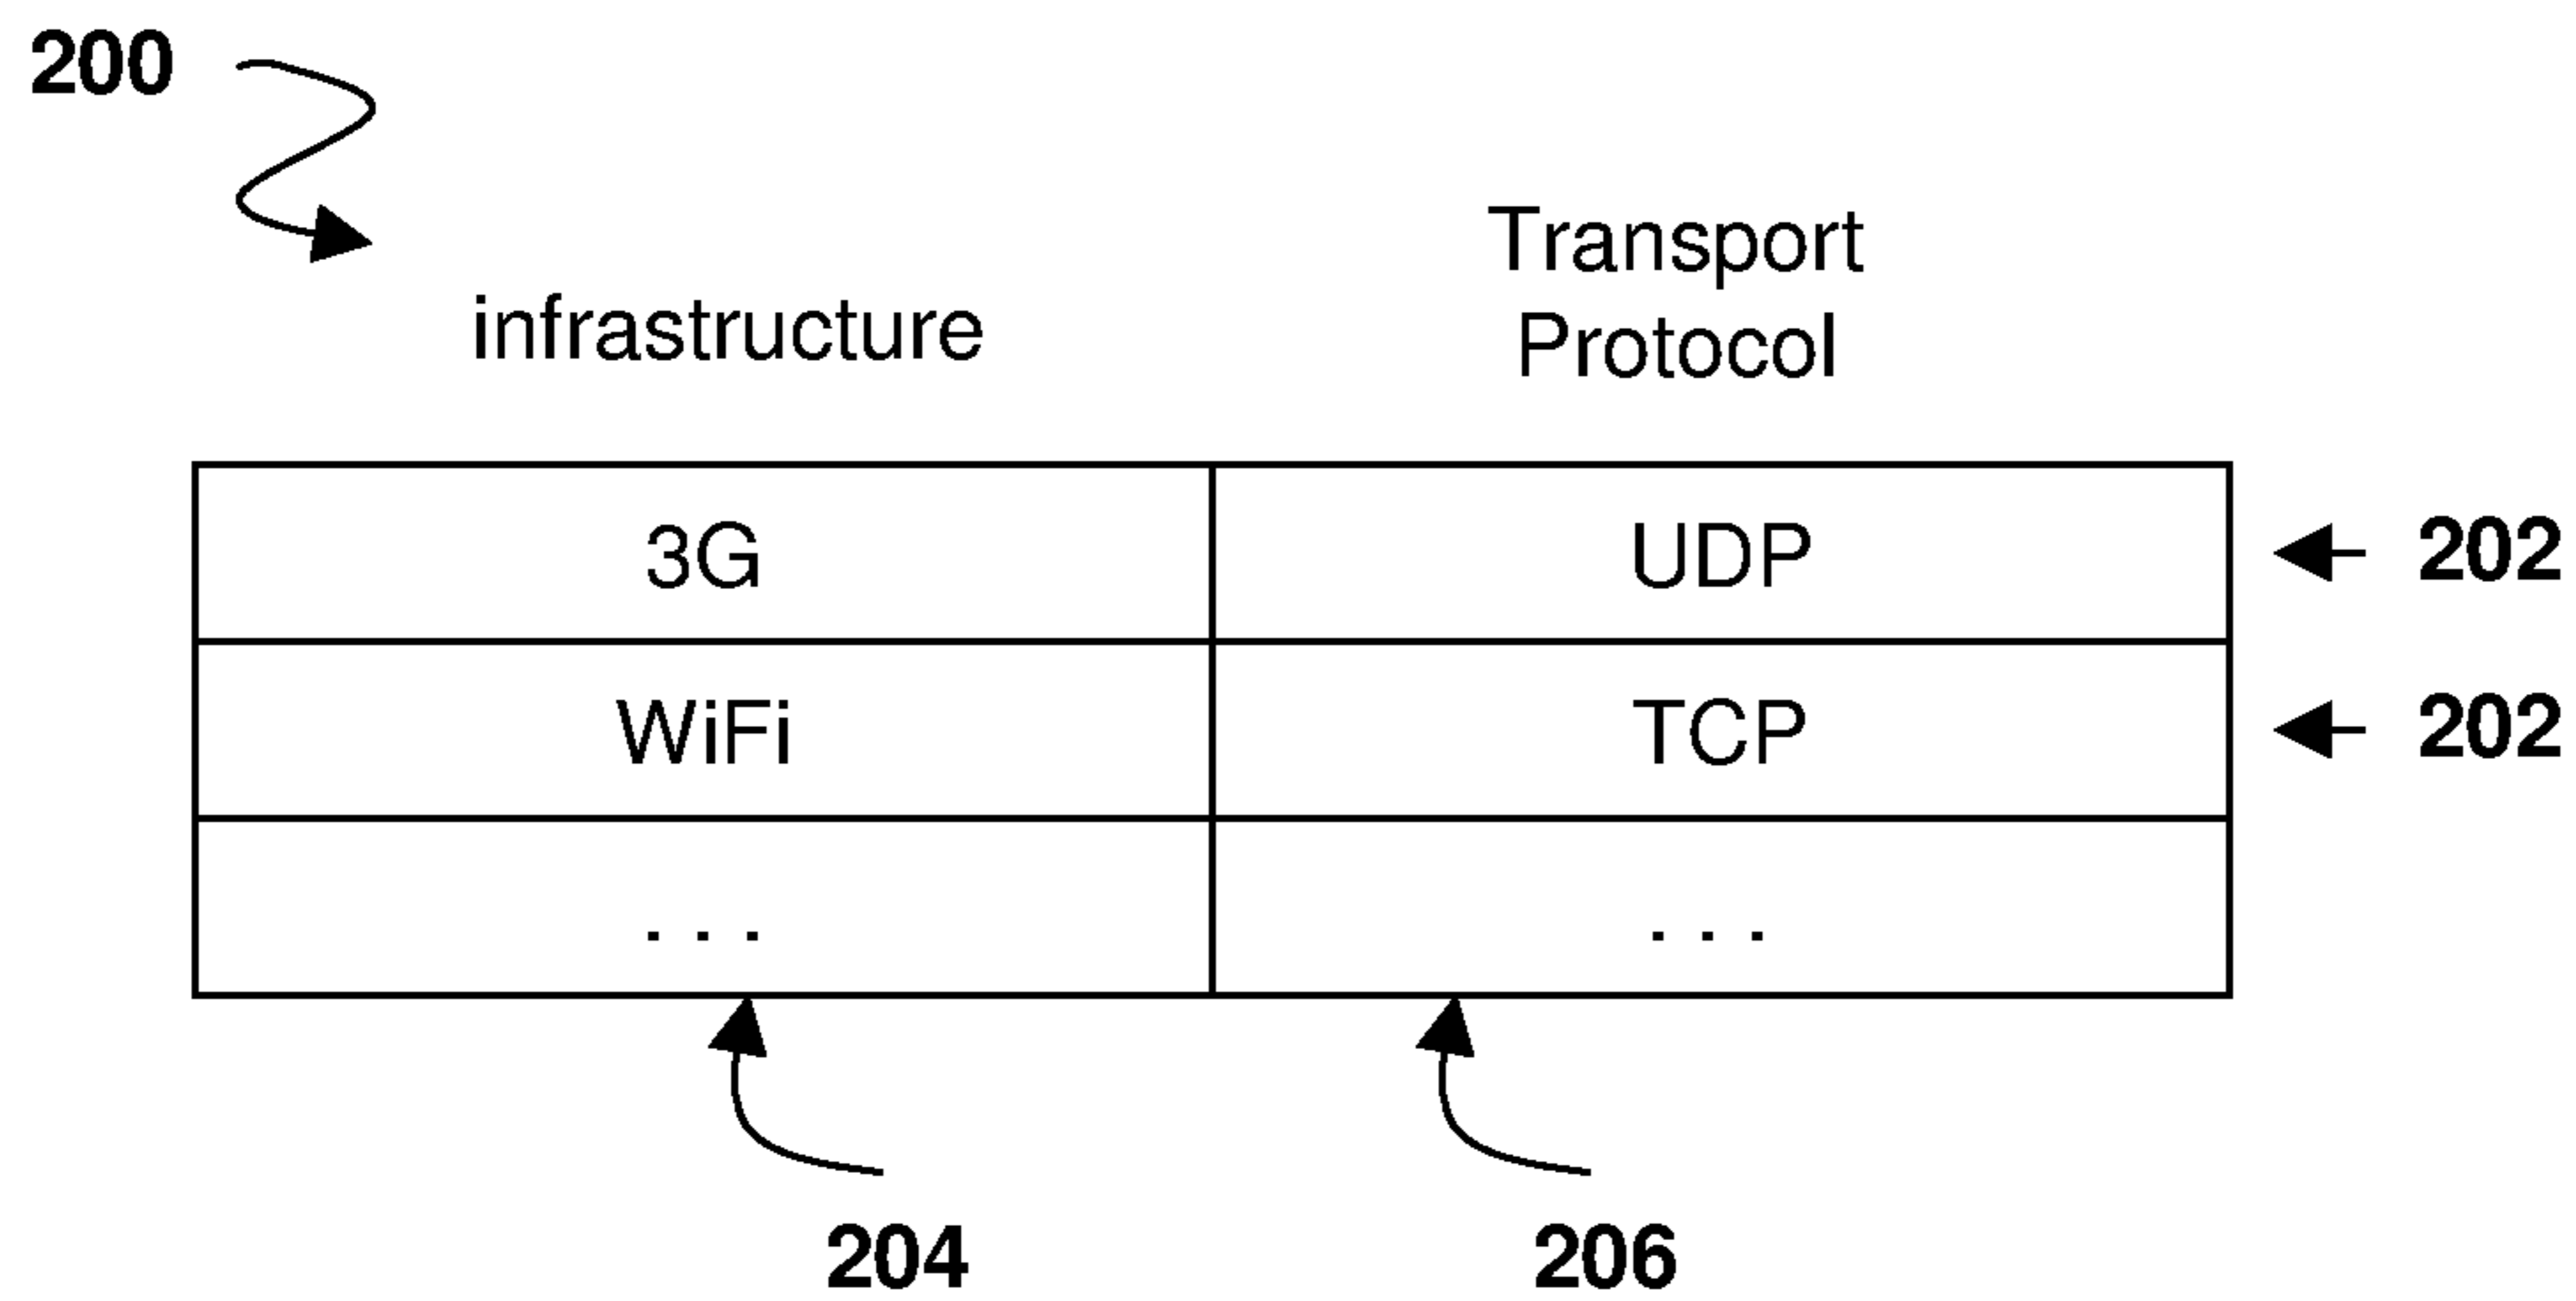 200
Transport
infrastructure
Protocol
3G UDP 202
WiFi TCP 202
. . . . . .
204 206